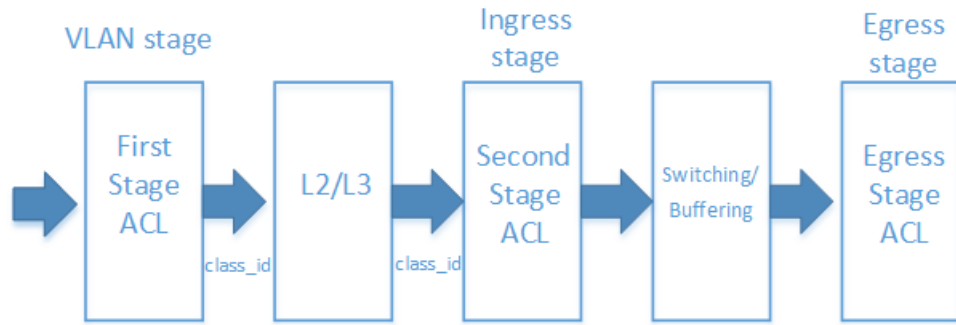 VLAN stage
Ingress
stage
Egress
stage
First
Stage
ACL
class_id
L2/L3
class_id
Second
Stage
ACL
Switching/
Buffering
Egress
Stage
ACL